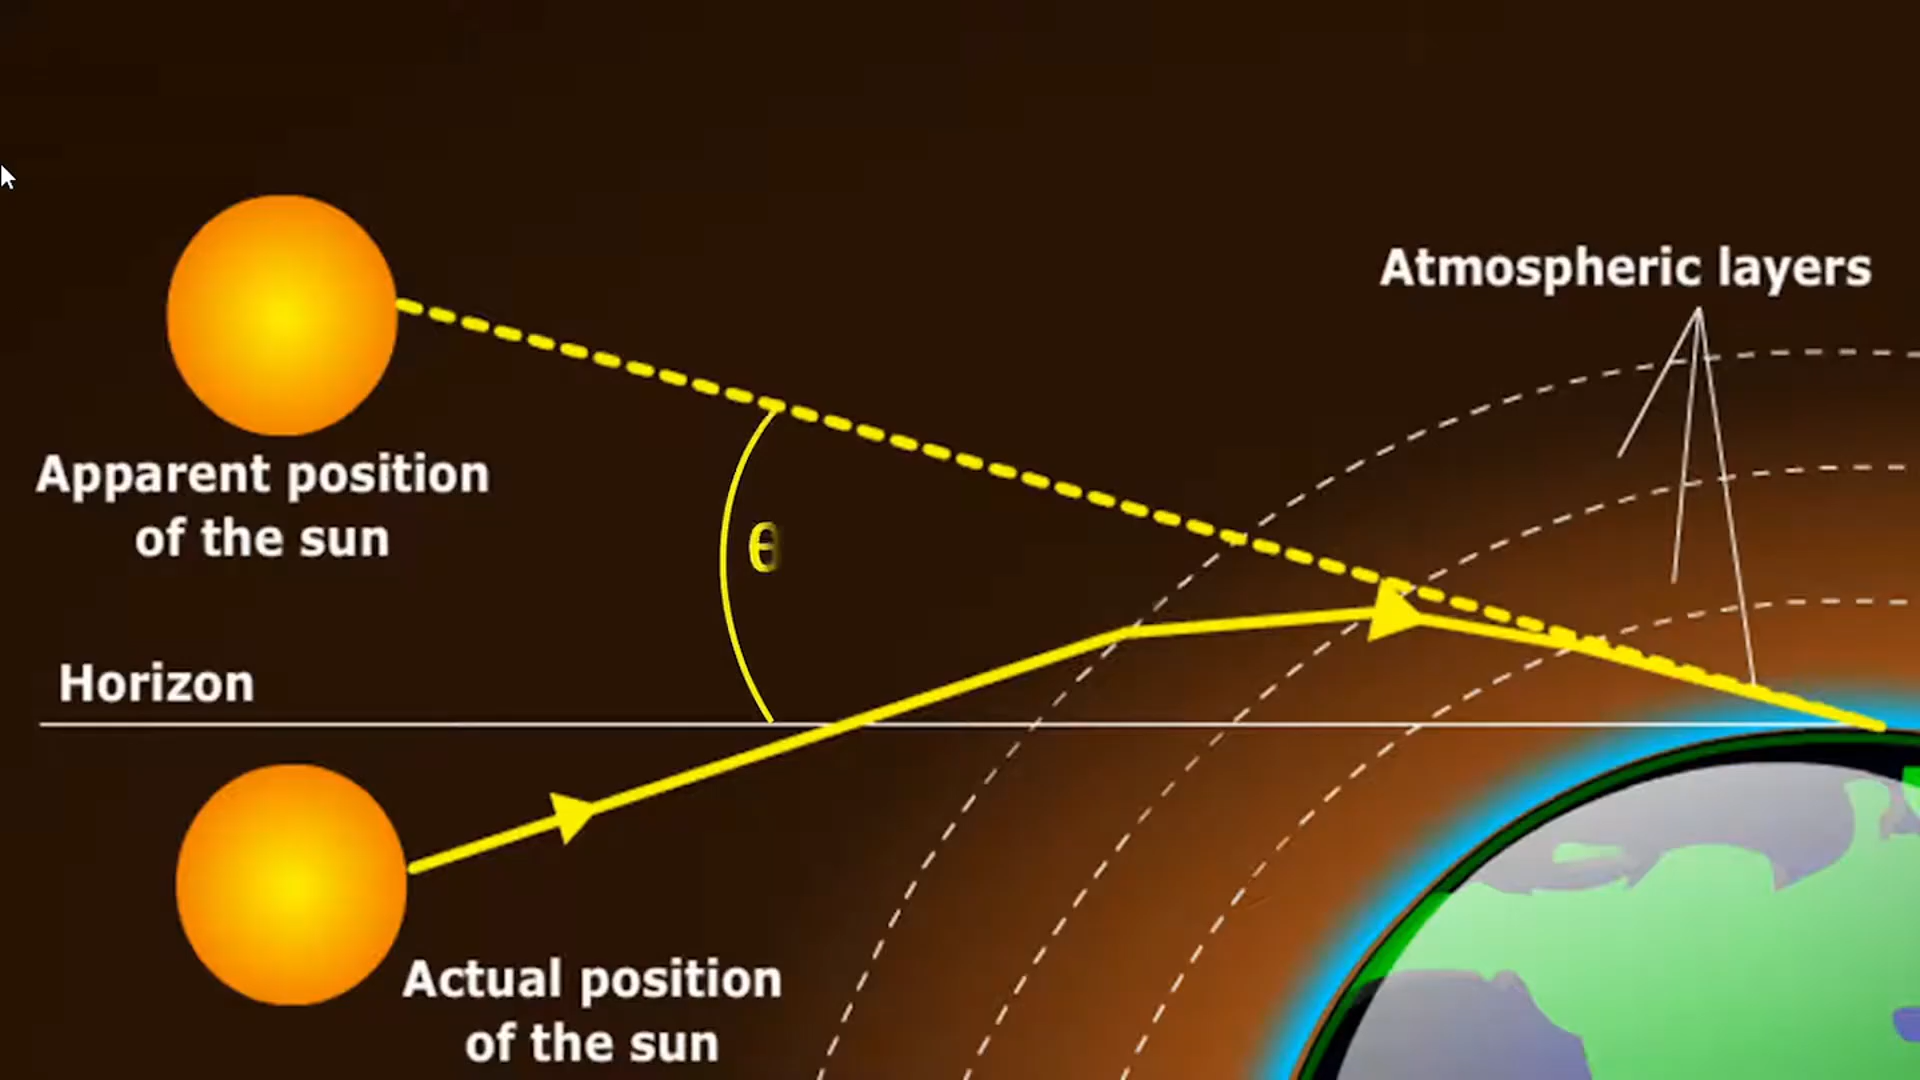 Atmospheric layers
Apparent position
of the sun
θ
Horizon
Actual position
of the sun